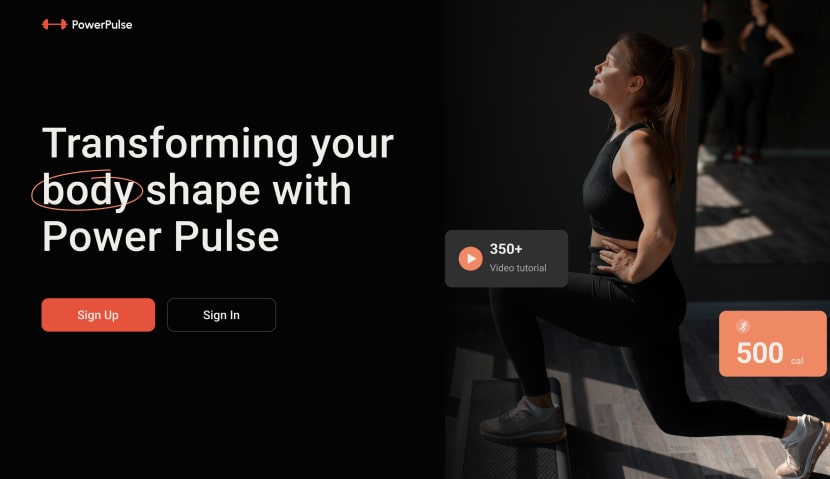 PowerPulse
Transforming your
body shape with
Power Pulse
Sign Up
Sign In
350+
Video tutorial
500 cal